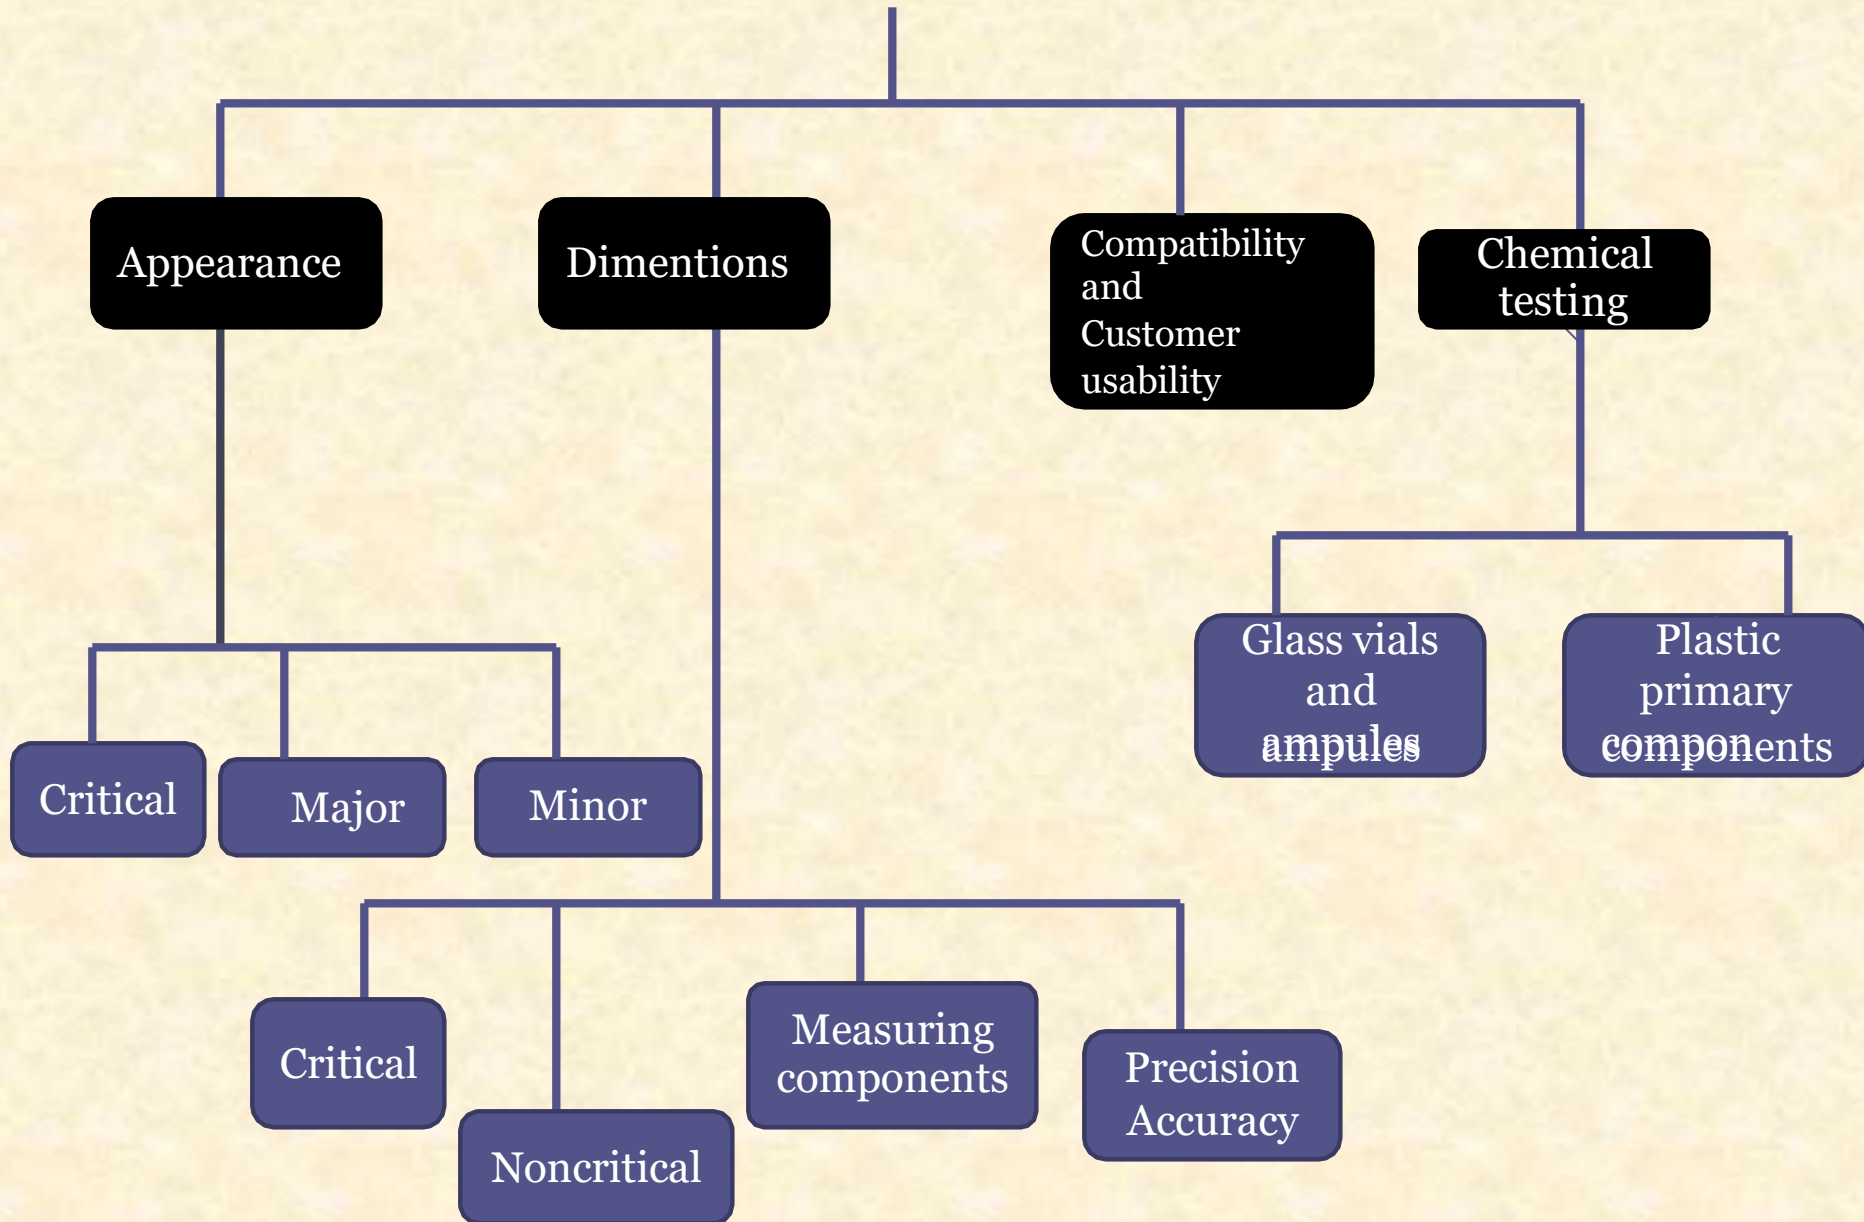 Appearance
Dimentions
Compatibility
and
Customer
usability
Chemical
testing
Glass vials
and
ampules
Plastic
primary
components
Critical
Major
Minor
Critical
Noncritical
Measuring
components
Precision
Accuracy